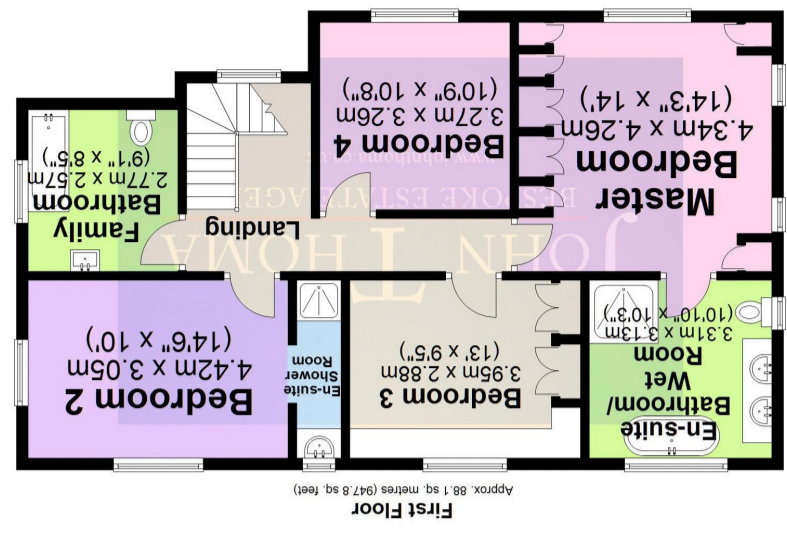 First Floor
Approx. 88.1 sq. metres (947.8 sq. feet)
En-suite
Bathroom/
Wet
Room
3.31m x 3.13m
(10'10" x 10'3")
Bedroom 3
3.95m x 2.88m
(13' x 9'5")
En-suite
Shower
Room
Bedroom 2
4.42m x 3.05m
(14'6" x 10')
Master
Bedroom
4.34m x 4.26m
(14'3" x 14')
Landing
Family
Bathroom
2.77m x 2.57m
(9'1" x 8'5")
Bedroom 4
3.27m x 3.26m
(10'9" x 10'8")
JOHN THOMA
BESPOKE ESTATE AGE